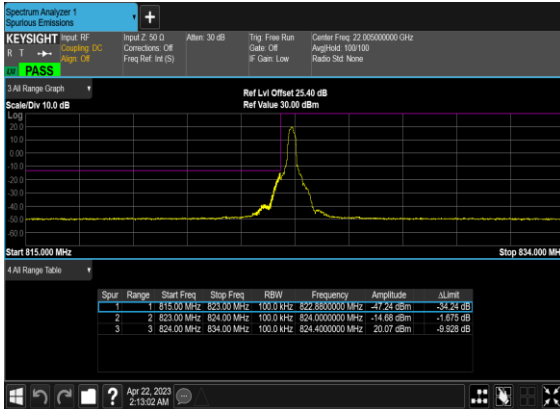 Spectrum Analyzer 1
Spurious Emissions
KEYSIGHT
R T
PASS
Input: RF
Coupling: DC
Align: Off
Input Z: 50 Ω
Corrections: Off
Freq Ref: Int (S)
Atten: 30 dB
Trig: Free Run
Gate: Off
IF Gain: Low
Center Freq: 22.005000000 GHz
Avg|Hold: 100/100
Radio Std: None
3 All Range Graph
Scale/Div 10.0 dB
Ref Lvl Offset 25.40 dB
Ref Value 30.00 dBm
Log
20.0
10.0
0.00
-10.0
-20.0
-30.0
-40.0
-50.0
-60.0
Start 815.000 MHz
Stop 834.000 MH
4 All Range Table
Spur Range Start Freq Stop Freq RBW Frequency Amplitude ΔLimit
1 1 815.00 MHz 823.00 MHz 100.0 kHz 822.8800000 MHz -47.24 dBm -34.24 dB
2 2 823.00 MHz 824.00 MHz 100.0 kHz 824.0000000 MHz -14.68 dBm -1.675 dB
3 3 824.00 MHz 834.00 MHz 100.0 kHz 824.4000000 MHz 20.07 dBm -9.928 dB
Apr 22, 2023
2:13:02 AM